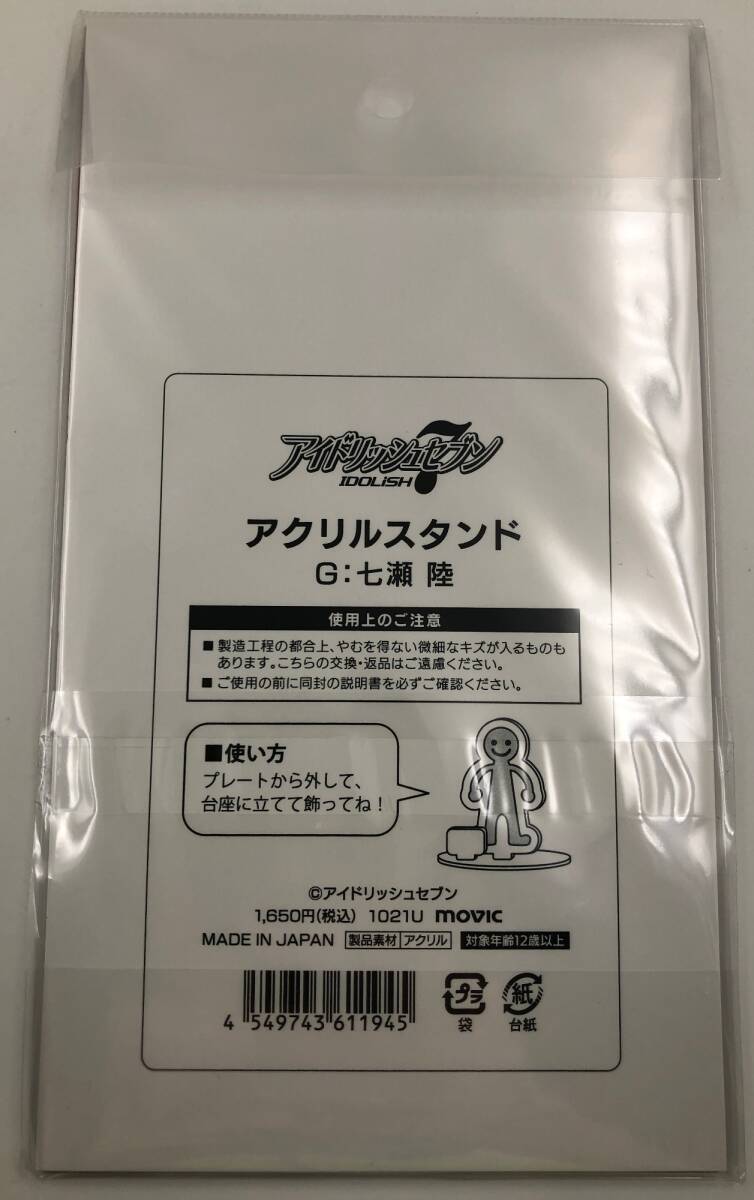 アイドリッシュセブン
7
IDOLiSH
アクリルスタンド
G:七瀬 陸
使用上のご注意
■製造工程の都合上、やむを得ない微細なキズが入るものも
あります。こちらの交換・返品はご遠慮ください。
■ご使用の前に同封の説明書を必ずご確認ください。
■使い方
プレートから外して、
台座に立てて飾ってね!
©アイドリッシュセブン
1,650円(税込) 1021U movic
MADE IN JAPAN 製品素材 アクリル 対象年齢12歳以上
4 549743 611945
プラ 紙
袋 台紙